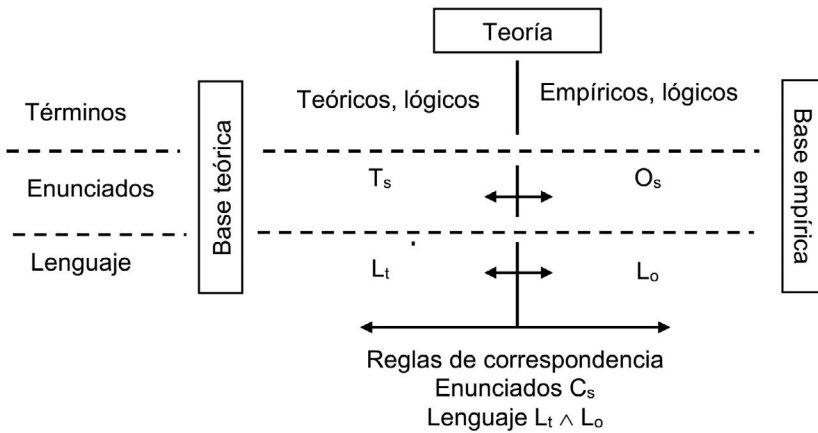 Teoría
Términos
Teóricos, lógicos
Empíricos, lógicos
Base teórica
Base empírica
Enunciados
Tₛ
Oₛ
Lenguaje
Lₜ
Lₒ
Reglas de correspondencia
Enunciados Cₛ
Lenguaje Lₜ ∧ Lₒ